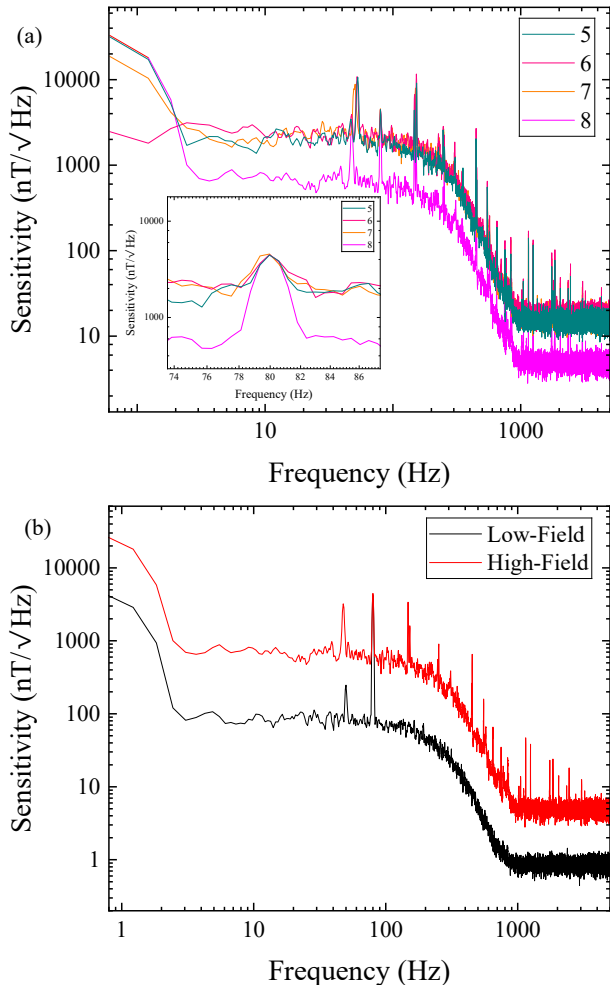 (a)
5
6
7
8
10000
1000
100
10
Sensitivity (nT/√Hz)
5
6
7
8
10000
1000
Sensitivity (nT/√Hz)
74 76 78 80 82 84 86
Frequency (Hz)
10 100 1000
Frequency (Hz)
(b)
Low-Field
High-Field
10000
1000
100
10
1
Sensitivity (nT/√Hz)
1 10 100 1000
Frequency (Hz)